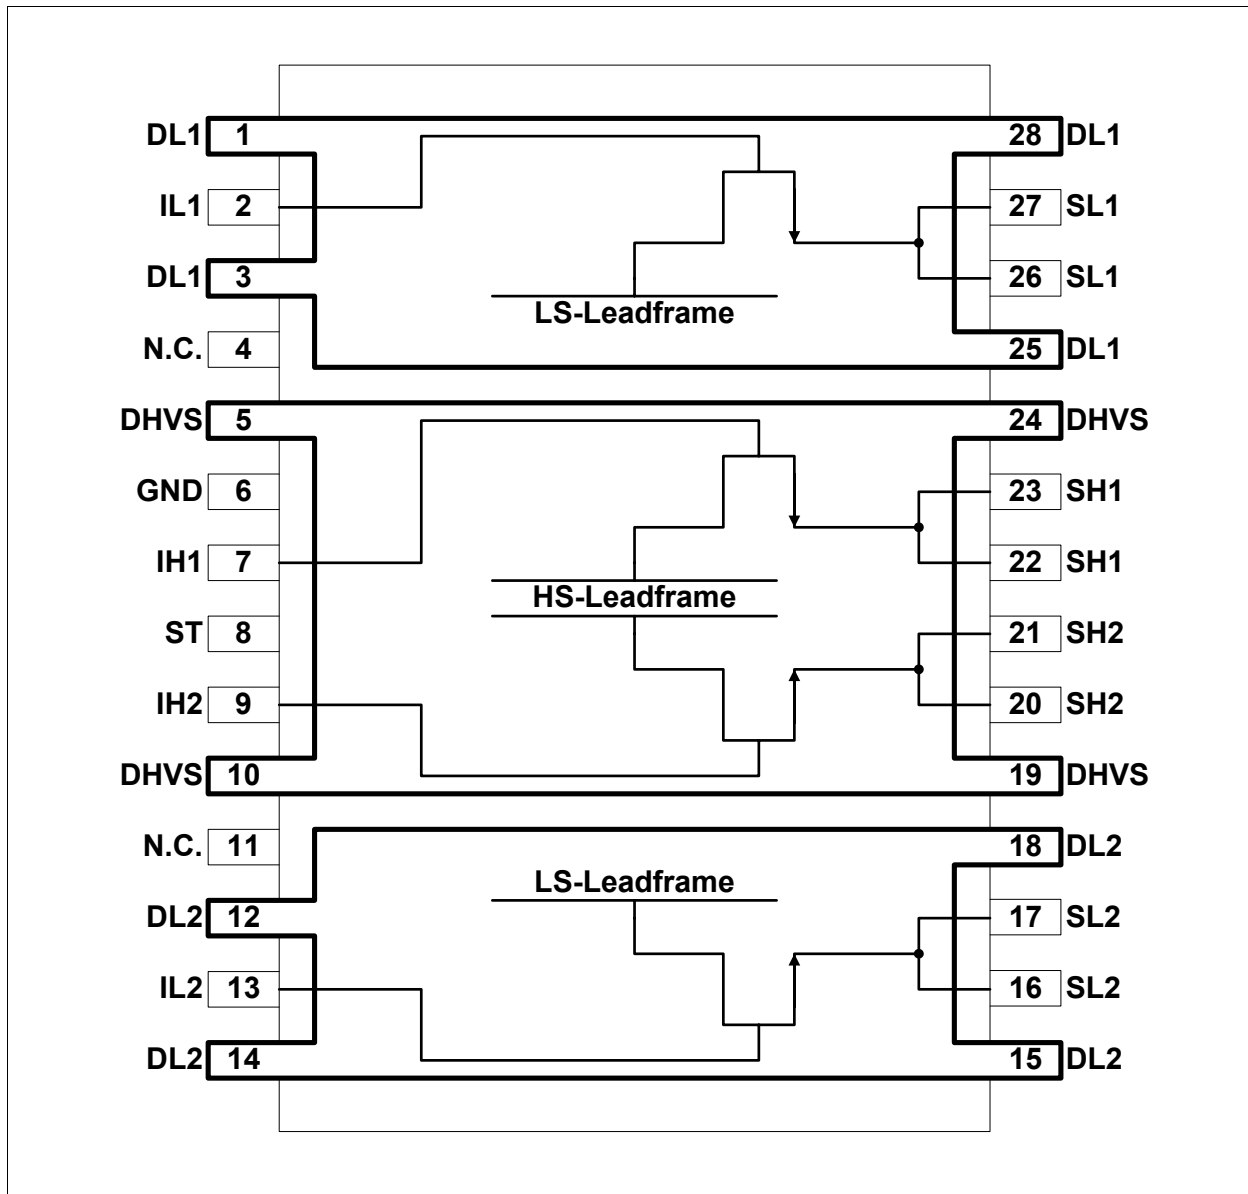 DL1 1 28 DL1
IL1 2 27 SL1
DL1 3 26 SL1
LS-Leadframe
N.C. 4 25 DL1
DHVS 5 24 DHVS
GND 6 23 SH1
IH1 7 22 SH1
HS-Leadframe
ST 8 21 SH2
IH2 9 20 SH2
DHVS 10 19 DHVS
N.C. 11 18 DL2
LS-Leadframe
DL2 12 17 SL2
IL2 13 16 SL2
DL2 14 15 DL2